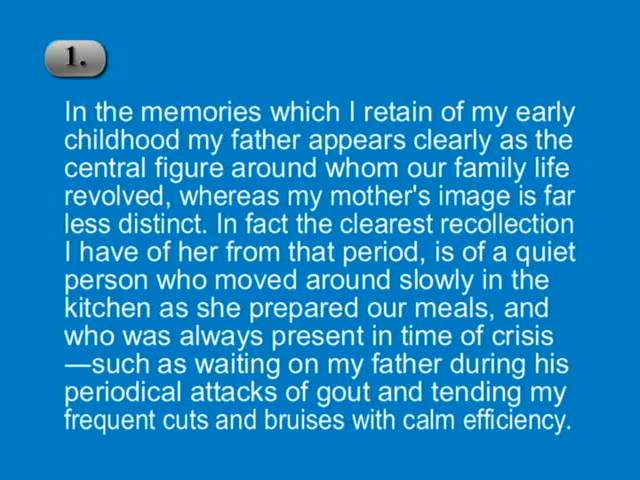 1.
In the memories which I retain of my early
childhood my father appears clearly as the
central figure around whom our family life
revolved, whereas my mother's image is far
less distinct. In fact the clearest recollection
I have of her from that period, is of a quiet
person who moved around slowly in the
kitchen as she prepared our meals, and
who was always present in time of crisis
—such as waiting on my father during his
periodical attacks of gout and tending my
frequent cuts and bruises with calm efficiency.